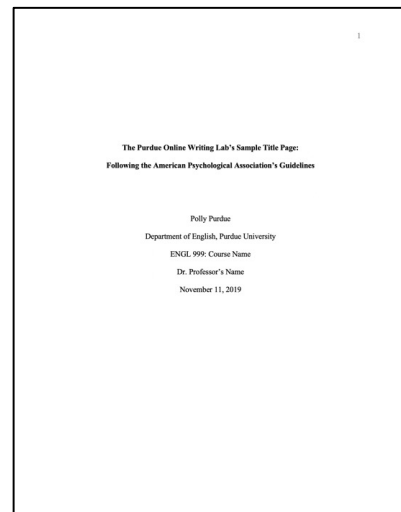 1
The Purdue Online Writing Lab's Sample Title Page:
Following the American Psychological Association's Guidelines
Polly Purdue
Department of English, Purdue University
ENGL 999: Course Name
Dr. Professor's Name
November 11, 2019